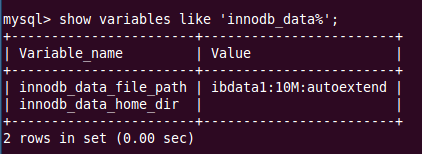 mysql> show variables like 'innodb_data%';
+-----------------------+------------------------+
| Variable_name         | Value                  |
+-----------------------+------------------------+
| innodb_data_file_path | ibdata1:10M:autoextend |
| innodb_data_home_dir  |                        |
+-----------------------+------------------------+
2 rows in set (0.00 sec)